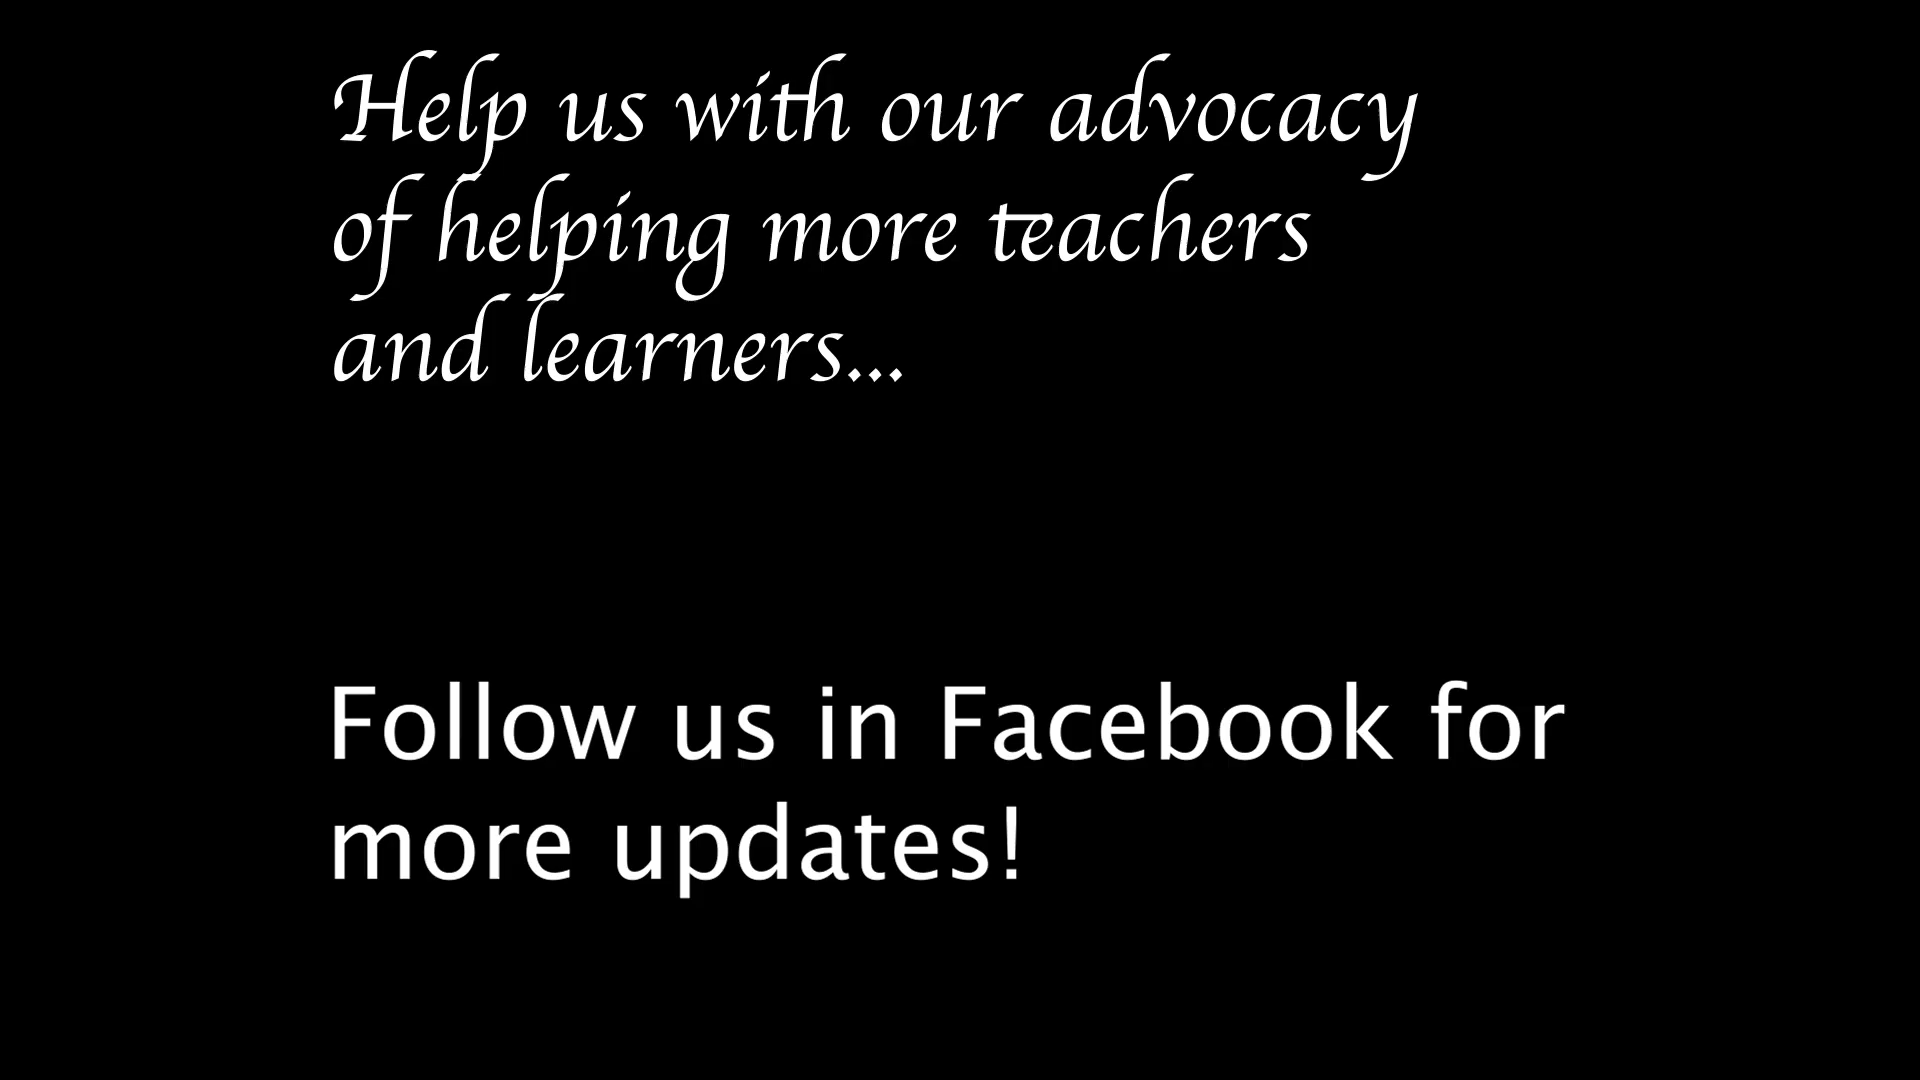 Help us with our advocacy
of helping more teachers
and learners...
Follow us in Facebook for
more updates!